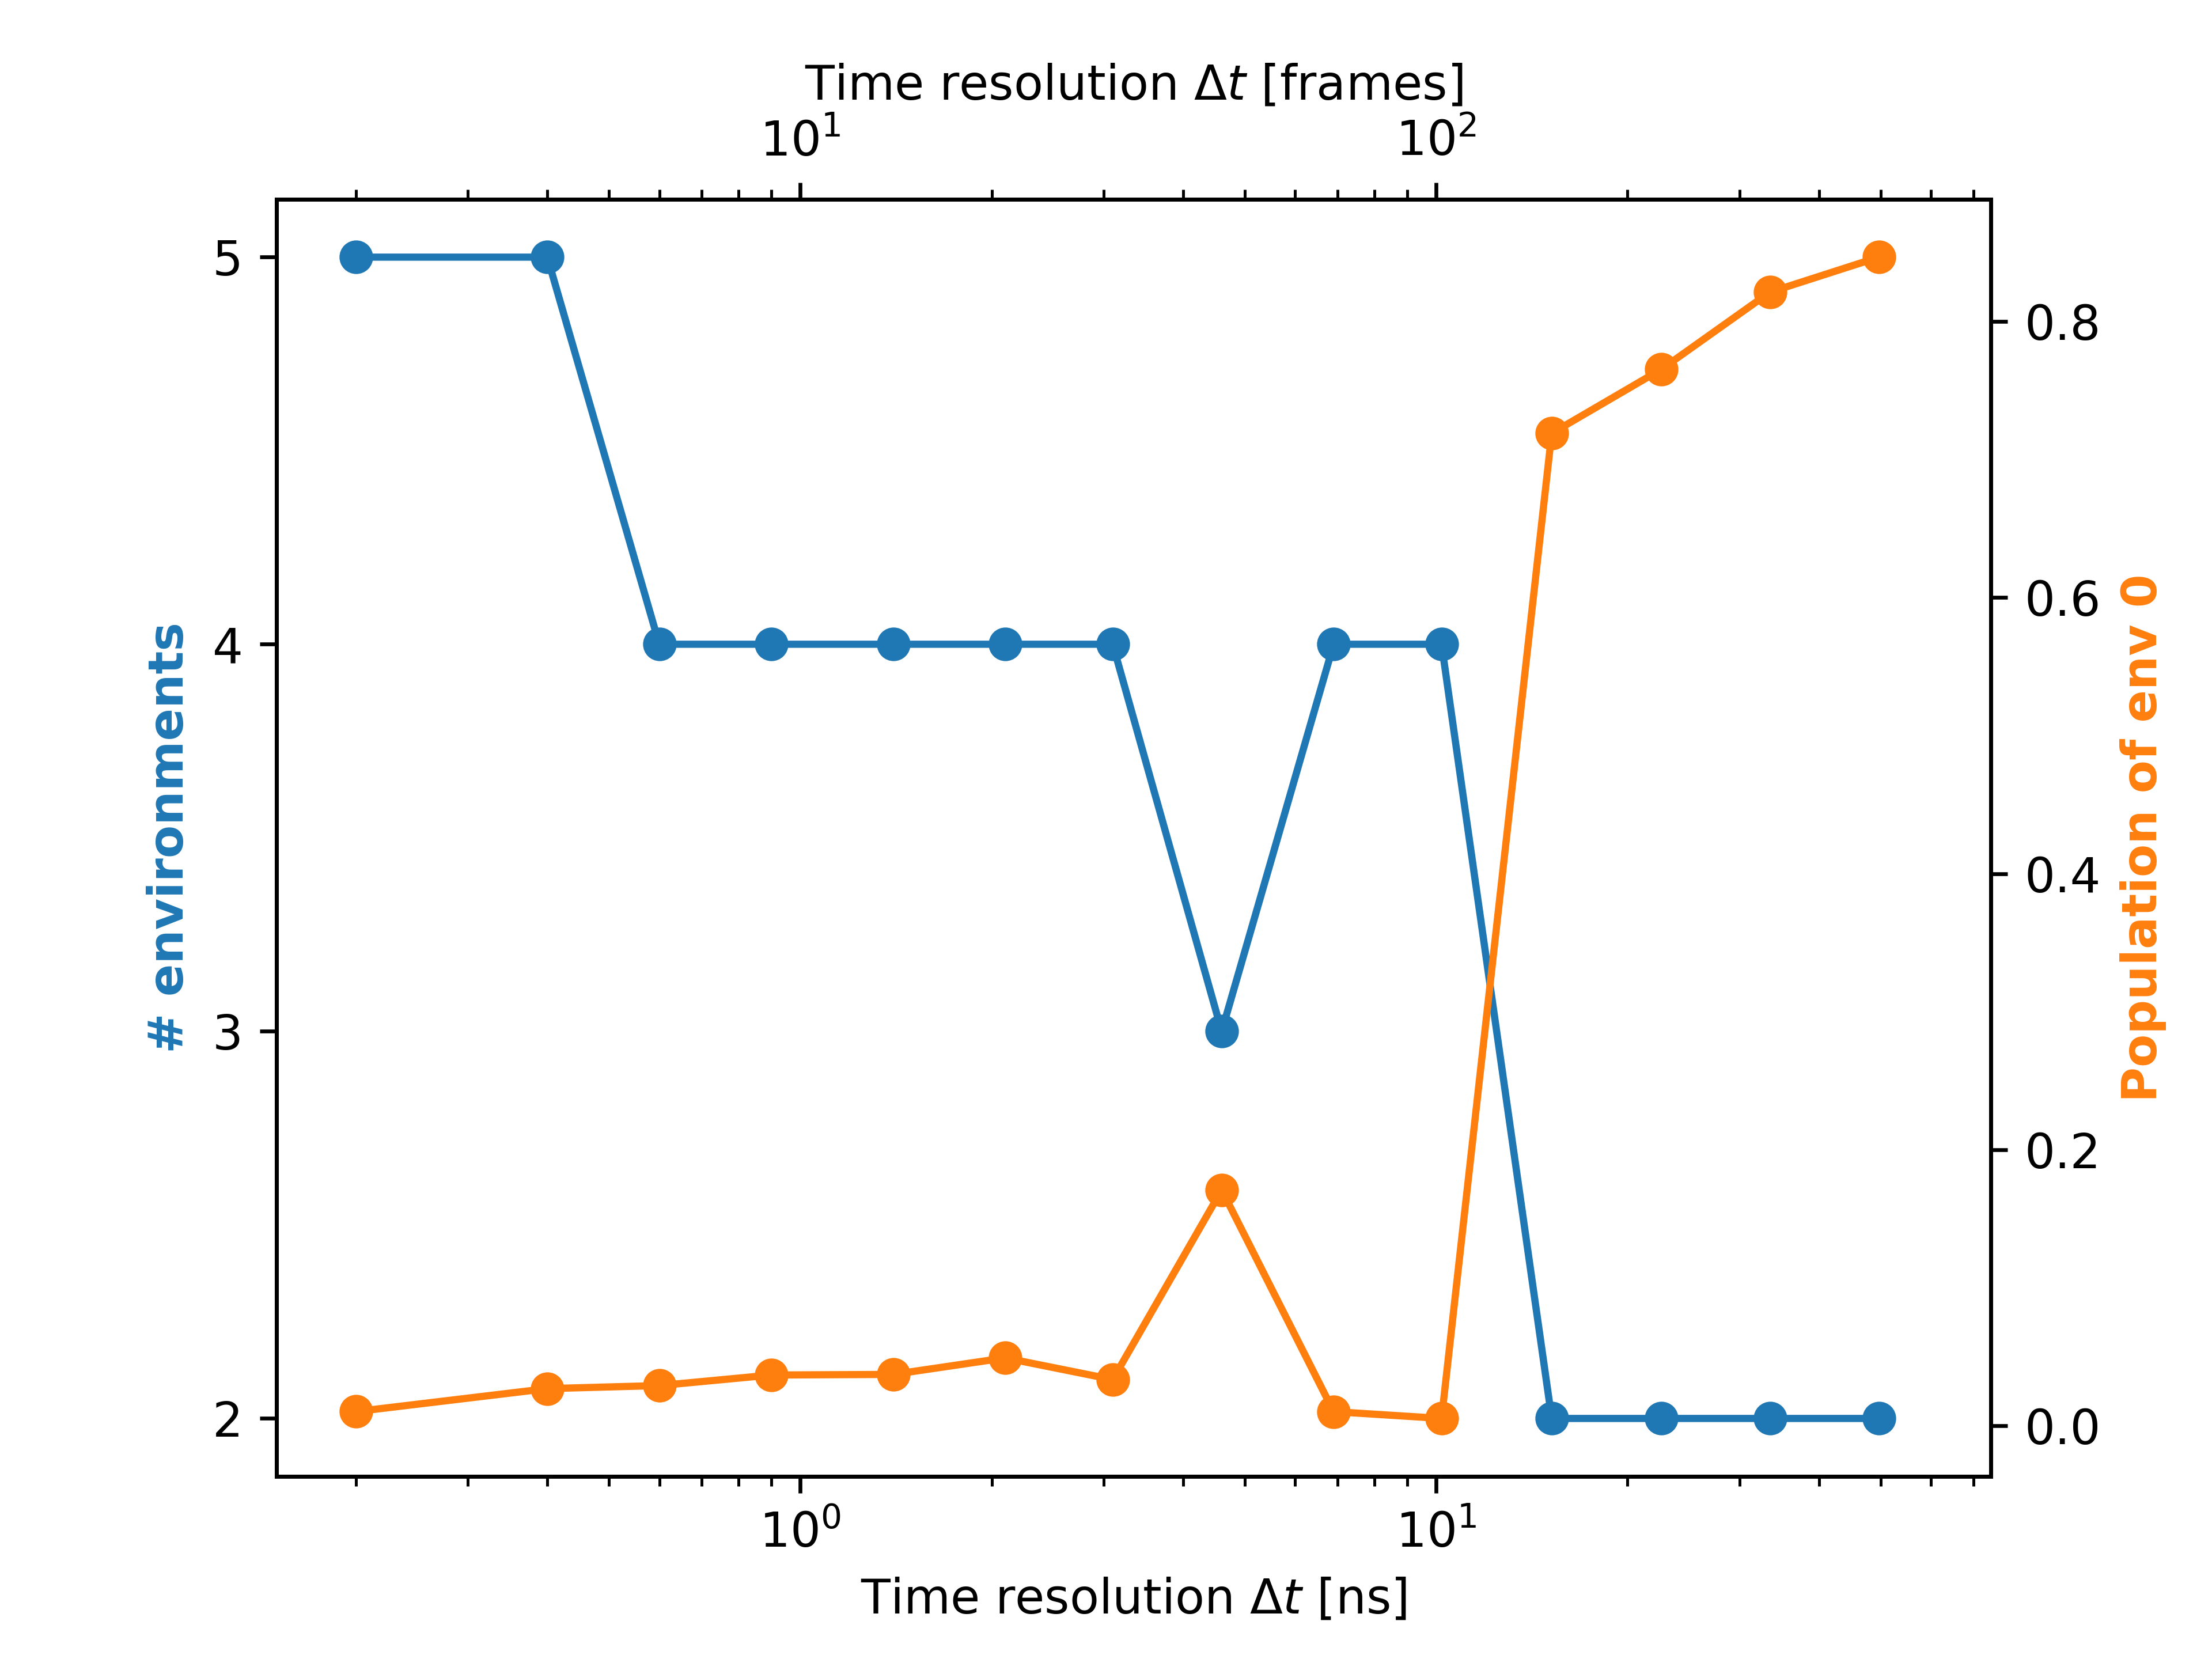 Time resolution Δt [frames]
10¹ 10²
5
4
3
2
# environments
0.8
0.6
0.4
0.2
0.0
Population of env 0
10⁰ 10¹
Time resolution Δt [ns]